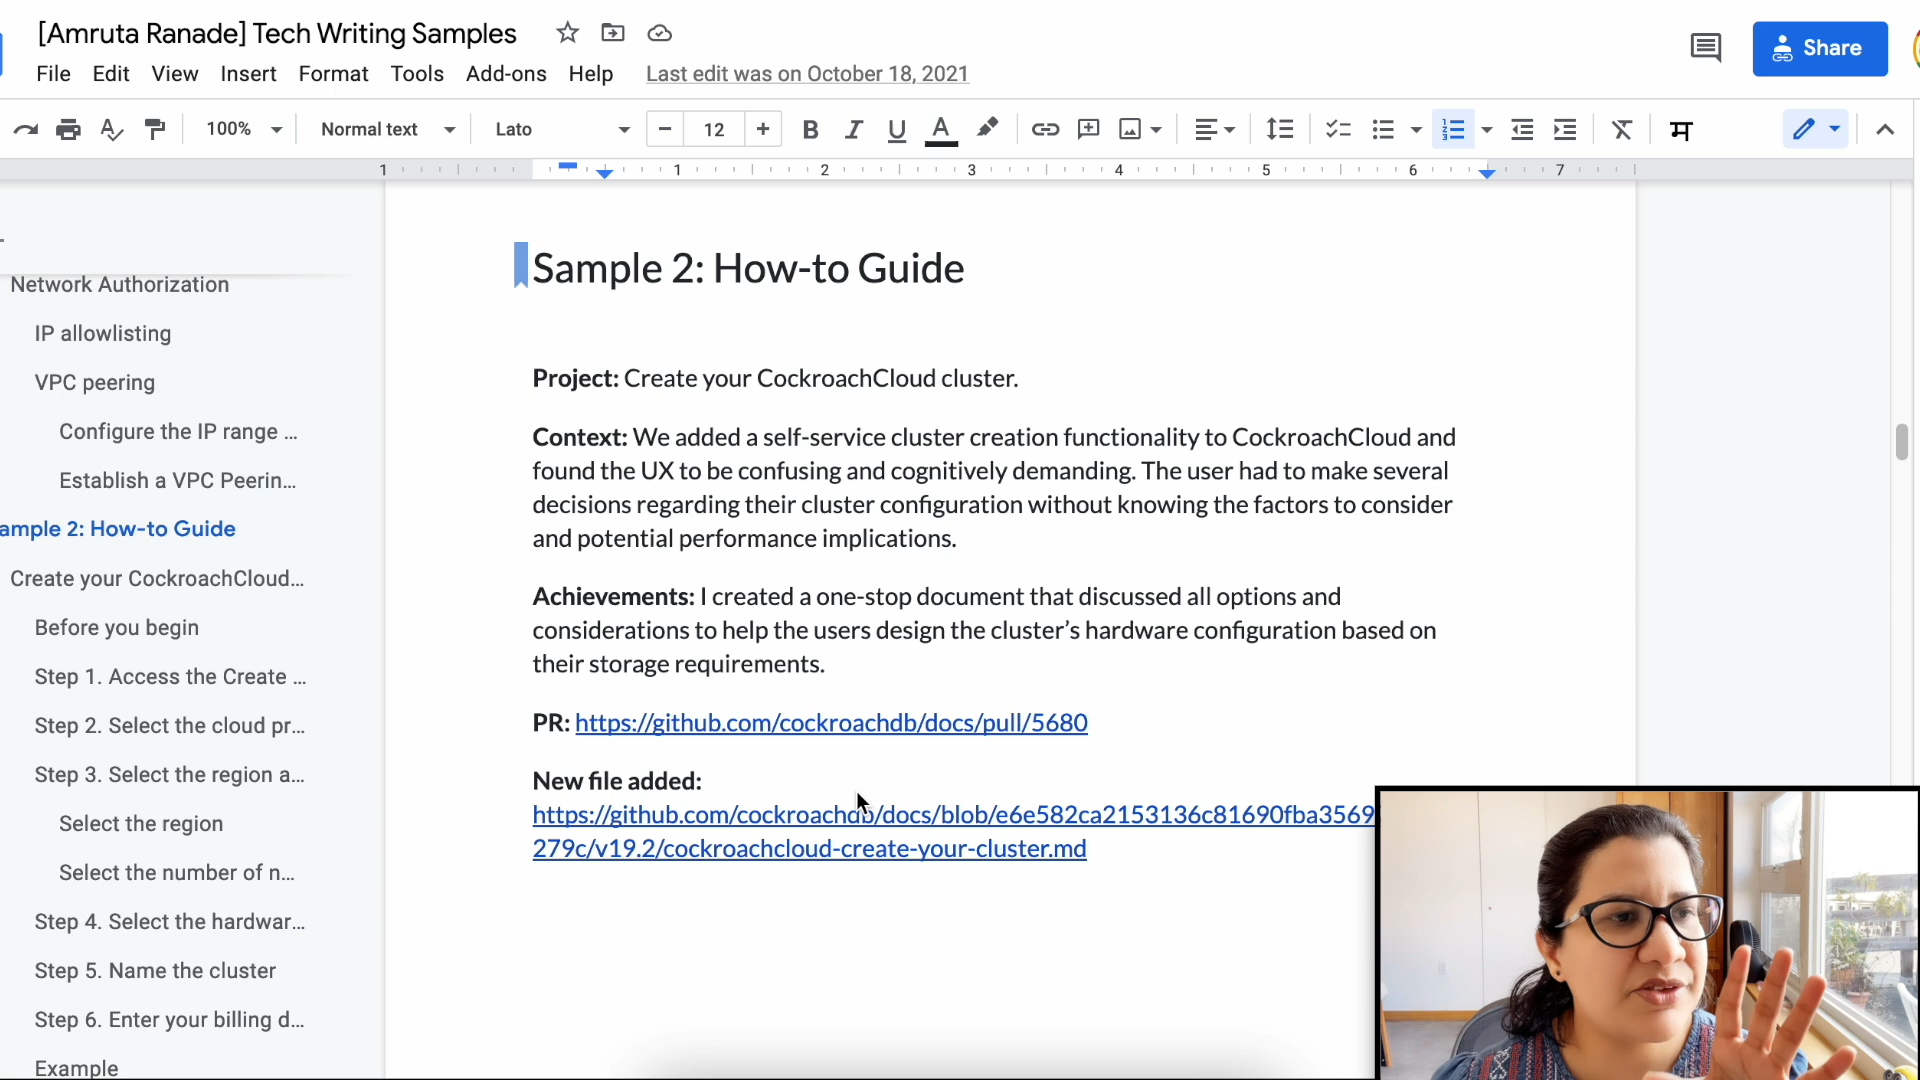 [Amruta Ranade] Tech Writing Samples
File Edit View Insert Format Tools Add-ons Help Last edit was on October 18, 2021
Share
100% Normal text Lato 12 B I U A म
1 1 2 3 4 5 6 7
Network Authorization
IP allowlisting
VPC peering
Configure the IP range ...
Establish a VPC Peerin...
ample 2: How-to Guide
Create your CockroachCloud...
Before you begin
Step 1. Access the Create ...
Step 2. Select the cloud pr...
Step 3. Select the region a...
Select the region
Select the number of n...
Step 4. Select the hardwar...
Step 5. Name the cluster
Step 6. Enter your billing d...
Example
Sample 2: How-to Guide
Project: Create your CockroachCloud cluster.
Context: We added a self-service cluster creation functionality to CockroachCloud and
found the UX to be confusing and cognitively demanding. The user had to make several
decisions regarding their cluster configuration without knowing the factors to consider
and potential performance implications.
Achievements: I created a one-stop document that discussed all options and
considerations to help the users design the cluster's hardware configuration based on
their storage requirements.
PR: https://github.com/cockroachdb/docs/pull/5680
New file added:
https://github.com/cockroachdb/docs/blob/e6e582ca2153136c81690fba3569
279c/v19.2/cockroachcloud-create-your-cluster.md